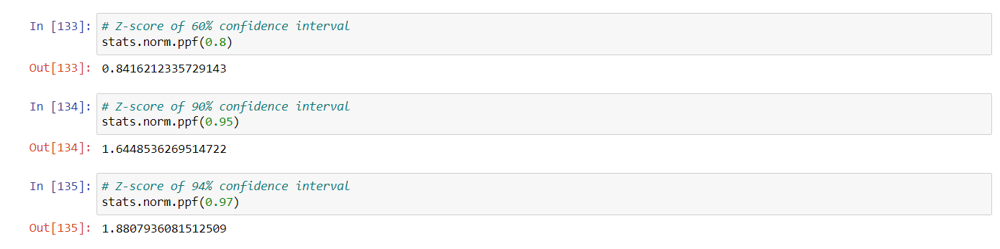 In [133]: # Z-score of 60% confidence interval
stats.norm.ppf(0.8)
Out[133]: 0.8416212335729143
In [134]: # Z-score of 90% confidence interval
stats.norm.ppf(0.95)
Out[134]: 1.6448536269514722
In [135]: # Z-score of 94% confidence interval
stats.norm.ppf(0.97)
Out[135]: 1.8807936081512509